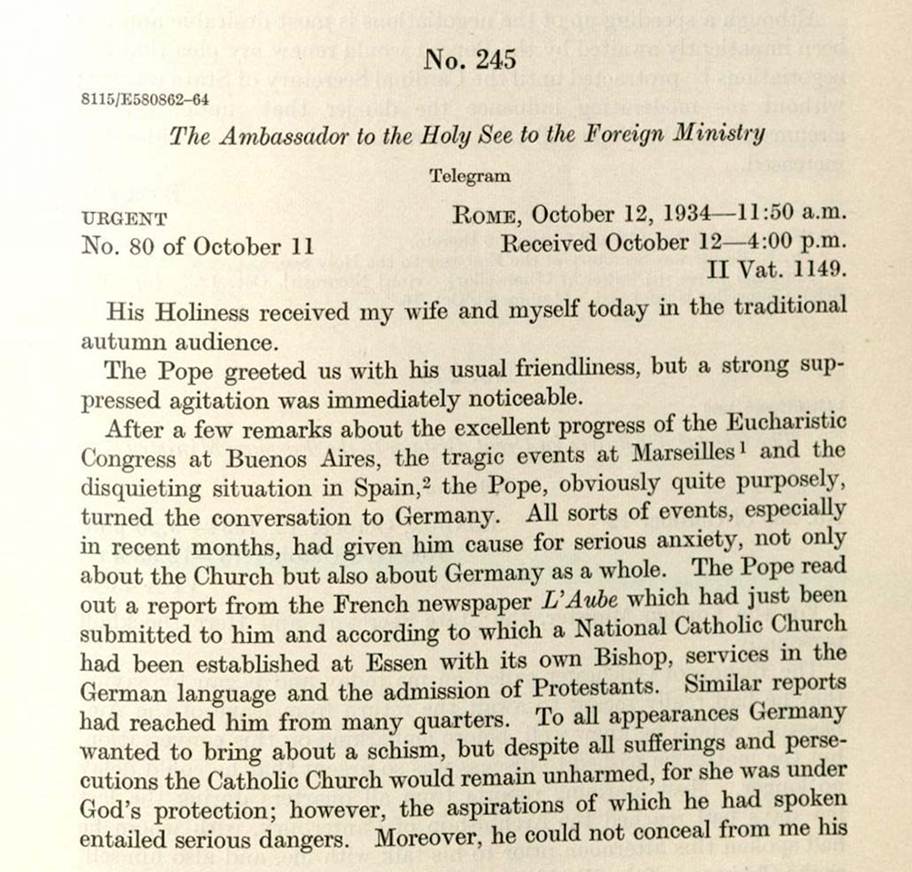 No. 245
8115/E580862–64
The Ambassador to the Holy See to the Foreign Ministry
Telegram
URGENT
ROME, October 12, 1934—11:50 a.m.
No. 80 of October 11
Received October 12—4:00 p.m.
II Vat. 1149.
His Holiness received my wife and myself today in the traditional
autumn audience.
The Pope greeted us with his usual friendliness, but a strong sup-
pressed agitation was immediately noticeable.
After a few remarks about the excellent progress of the Eucharistic
Congress at Buenos Aires, the tragic events at Marseilles¹ and the
disquieting situation in Spain,² the Pope, obviously quite purposely,
turned the conversation to Germany. All sorts of events, especially
in recent months, had given him cause for serious anxiety, not only
about the Church but also about Germany as a whole. The Pope read
out a report from the French newspaper L'Aube which had just been
submitted to him and according to which a National Catholic Church
had been established at Essen with its own Bishop, services in the
German language and the admission of Protestants. Similar reports
had reached him from many quarters. To all appearances Germany
wanted to bring about a schism, but despite all sufferings and perse-
cutions the Catholic Church would remain unharmed, for she was under
God's protection; however, the aspirations of which he had spoken
entailed serious dangers. Moreover, he could not conceal from me his